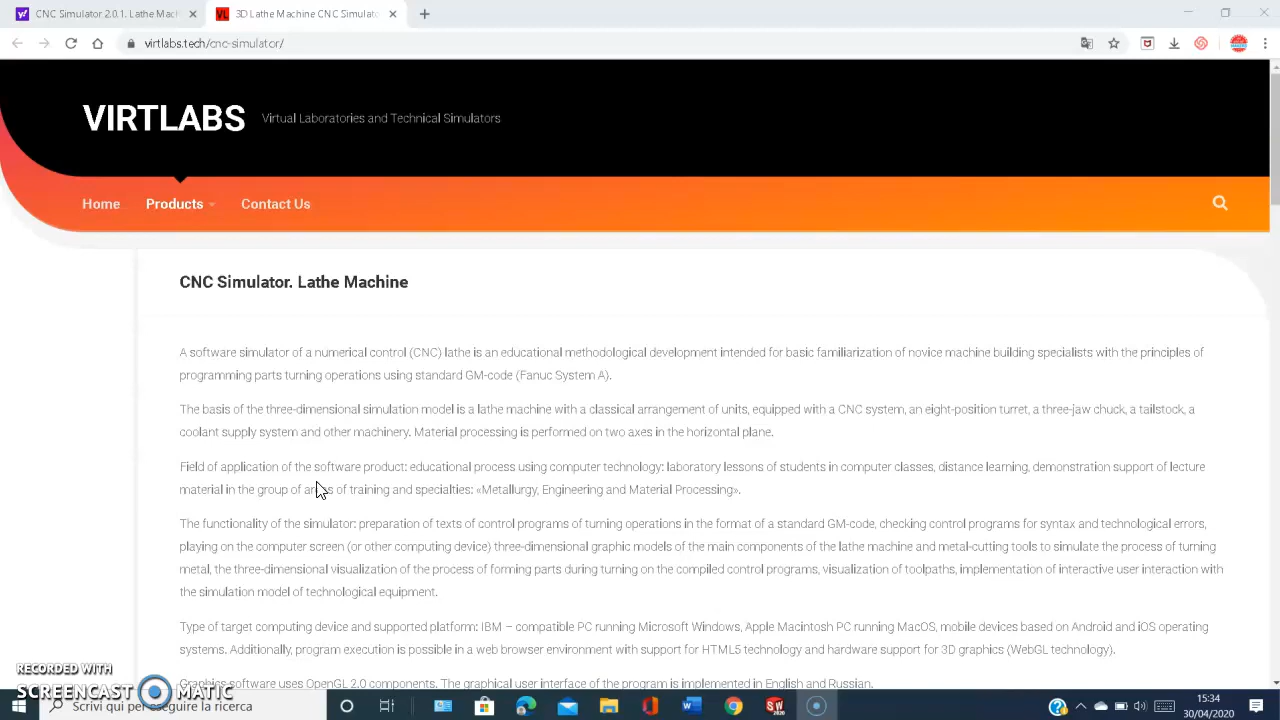 CNC Simulator 2.0.1. Lathe Mach
3D Lathe Machine CNC Simulato
virtlabs.tech/cnc-simulator/
VIRTLABS
Virtual Laboratories and Technical Simulators
Home Products Contact Us
CNC Simulator. Lathe Machine
A software simulator of a numerical control (CNC) lathe is an educational methodological development intended for basic familiarization of novice machine building specialists with the principles of
programming parts turning operations using standard GM-code (Fanuc System A).
The basis of the three-dimensional simulation model is a lathe machine with a classical arrangement of units, equipped with a CNC system, an eight-position turret, a three-jaw chuck, a tailstock, a
coolant supply system and other machinery. Material processing is performed on two axes in the horizontal plane.
Field of application of the software product: educational process using computer technology: laboratory lessons of students in computer classes, distance learning, demonstration support of lecture
material in the group of areas of training and specialties: «Metallurgy, Engineering and Material Processing».
The functionality of the simulator: preparation of texts of control programs of turning operations in the format of a standard GM-code, checking control programs for syntax and technological errors,
playing on the computer screen (or other computing device) three-dimensional graphic models of the main components of the lathe machine and metal-cutting tools to simulate the process of turning
metal, the three-dimensional visualization of the process of forming parts during turning on the compiled control programs, visualization of toolpaths, implementation of interactive user interaction with
the simulation model of technological equipment.
Type of target computing device and supported platform: IBM – compatible PC running Microsoft Windows, Apple Macintosh PC running MacOS, mobile devices based on Android and iOS operating
systems. Additionally, program execution is possible in a web browser environment with support for HTML5 technology and hardware support for 3D graphics (WebGL technology).
Graphics software uses OpenGL 2.0 components. The graphical user interface of the program is implemented in English and Russian.
RECORDED WITH
SCREENCAST MATIC
Scrivi qui per eseguire la ricerca
15:34
30/04/2020